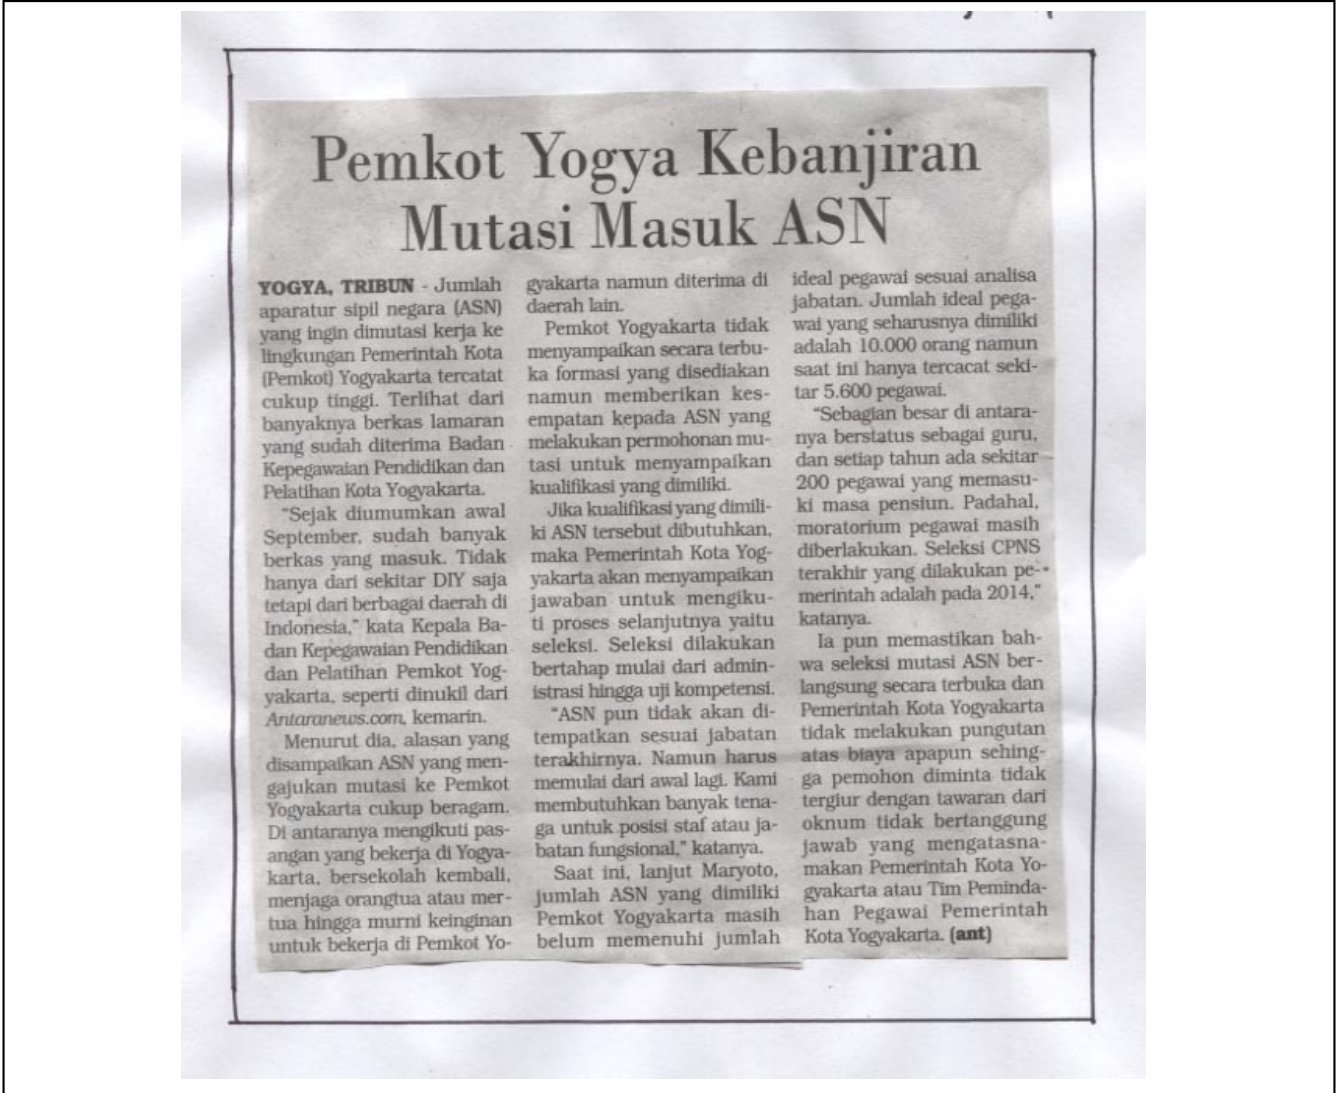 Pemkot Yogya Kebanjiran
Mutasi Masuk ASN
YOGYA, TRIBUN - Jumlah
aparatur sipil negara (ASN)
yang ingin dimutasi kerja ke
lingkungan Pemerintah Kota
(Pemkot) Yogyakarta tercatat
cukup tinggi. Terlihat dari
banyaknya berkas lamaran
yang sudah diterima Badan
Kepegawaian Pendidikan dan
Pelatihan Kota Yogyakarta.
"Sejak diumumkan awal
September, sudah banyak
berkas yang masuk. Tidak
hanya dari sekitar DIY saja
tetapi dari berbagai daerah di
Indonesia," kata Kepala Ba-
dan Kepegawaian Pendidikan
dan Pelatihan Pemkot Yog-
yakarta, seperti dinukil dari
Antaranews.com, kemarin.
Menurut dia, alasan yang
disampaikan ASN yang men-
gajukan mutasi ke Pemkot
Yogyakarta cukup beragam.
Di antaranya mengikuti pas-
angan yang bekerja di Yogya-
karta, bersekolah kembali,
menjaga orangtua atau mer-
tua hingga murni keinginan
untuk bekerja di Pemkot Yo-
gyakarta namun diterima di
daerah lain.
Pemkot Yogyakarta tidak
menyampaikan secara terbu-
ka formasi yang disediakan
namun memberikan kes-
empatan kepada ASN yang
melakukan permohonan mu-
tasi untuk menyampaikan
kualifikasi yang dimiliki.
Jika kualifikasi yang dimili-
ki ASN tersebut dibutuhkan,
maka Pemerintah Kota Yog-
yakarta akan menyampaikan
jawaban untuk mengiku-
ti proses selanjutnya yaitu
seleksi. Seleksi dilakukan
bertahap mulai dari admin-
istrasi hingga uji kompetensi.
"ASN pun tidak akan di-
tempatkan sesuai jabatan
terakhirnya. Namun harus
memulai dari awal lagi. Kami
membutuhkan banyak tena-
ga untuk posisi staf atau ja-
batan fungsional," katanya.
Saat ini, lanjut Maryoto,
jumlah ASN yang dimiliki
Pemkot Yogyakarta masih
belum memenuhi jumlah
ideal pegawai sesuai analisa
jabatan. Jumlah ideal pega-
wai yang seharusnya dimiliki
adalah 10.000 orang namun
saat ini hanya tercacat seki-
tar 5.600 pegawai.
"Sebagian besar di antara-
nya berstatus sebagai guru,
dan setiap tahun ada sekitar
200 pegawai yang memasu-
ki masa pensiun. Padahal,
moratorium pegawai masih
diberlakukan. Seleksi CPNS
terakhir yang dilakukan pe-
merintah adalah pada 2014,"
katanya.
Ia pun memastikan bah-
wa seleksi mutasi ASN ber-
langsung secara terbuka dan
Pemerintah Kota Yogyakarta
tidak melakukan pungutan
atas biaya apapun sehing-
ga pemohon diminta tidak
tergiur dengan tawaran dari
oknum tidak bertanggung
jawab yang mengatasna-
makan Pemerintah Kota Yo-
gyakarta atau Tim Peminda-
han Pegawai Pemerintah
Kota Yogyakarta. (ant)